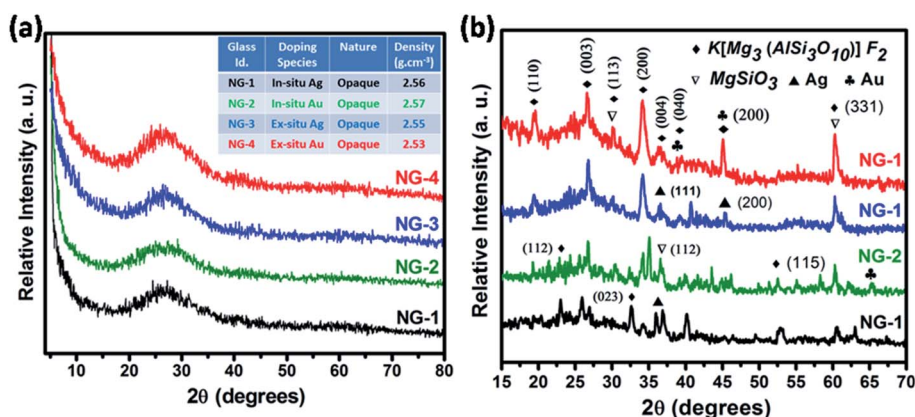 (a)
Relative Intensity (a. u.)
Glass Id. Doping Species Nature Density (g.cm⁻³)
NG-1 In-situ Ag Opaque 2.56
NG-2 In-situ Au Opaque 2.57
NG-3 Ex-situ Ag Opaque 2.55
NG-4 Ex-situ Au Opaque 2.53
NG-4
NG-3
NG-2
NG-1
10 20 30 40 50 60 70 80
2θ (degrees)
(b)
Relative Intensity (a. u.)
♦ K[Mg₃ (AlSi₃O₁₀)] F₂
▽ MgSiO₃ ▲ Ag ♣ Au
(110) (003) (113) (200) (004) (040) (200) (331)
NG-1
(111) (200)
NG-1
(112) (112) (115)
NG-2
(023)
NG-1
15 20 25 30 35 40 45 50 55 60 65 70
2θ (degrees)